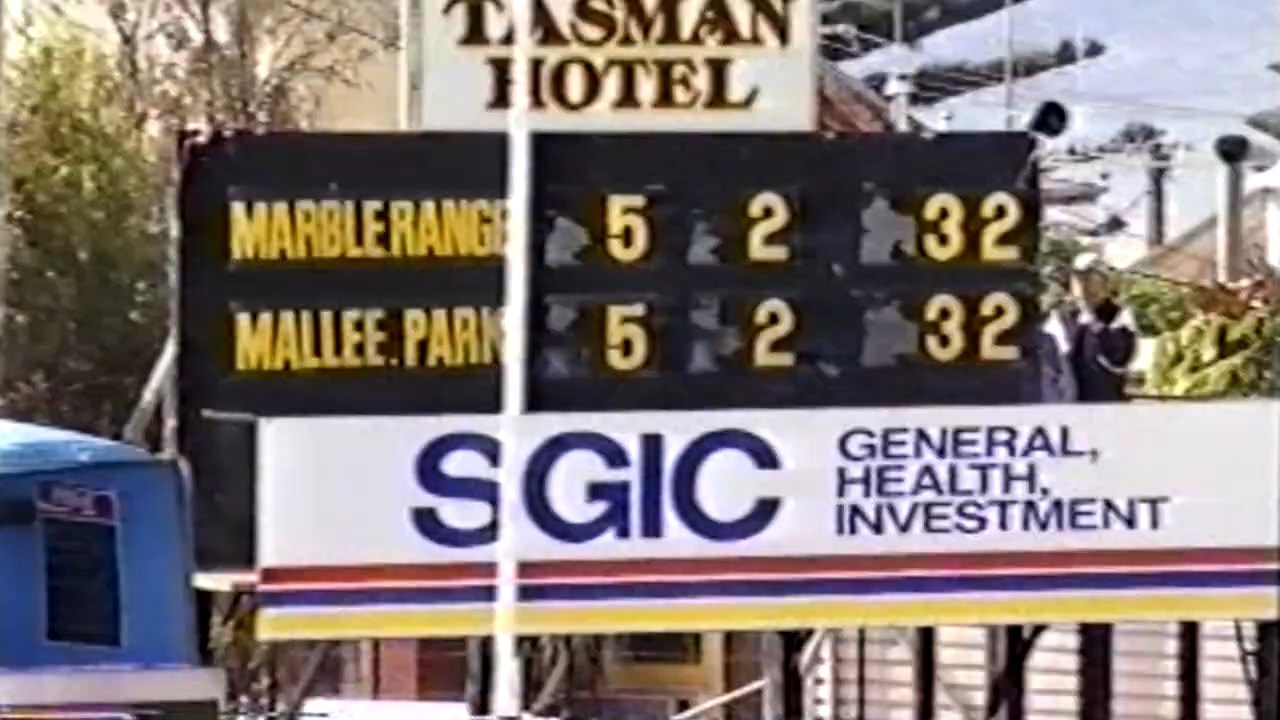 TASMAN
HOTEL
MARBLE RANGE 5 2 32
MALLEE. PARK 5 2 32
SGIC
GENERAL,
HEALTH,
INVESTMENT